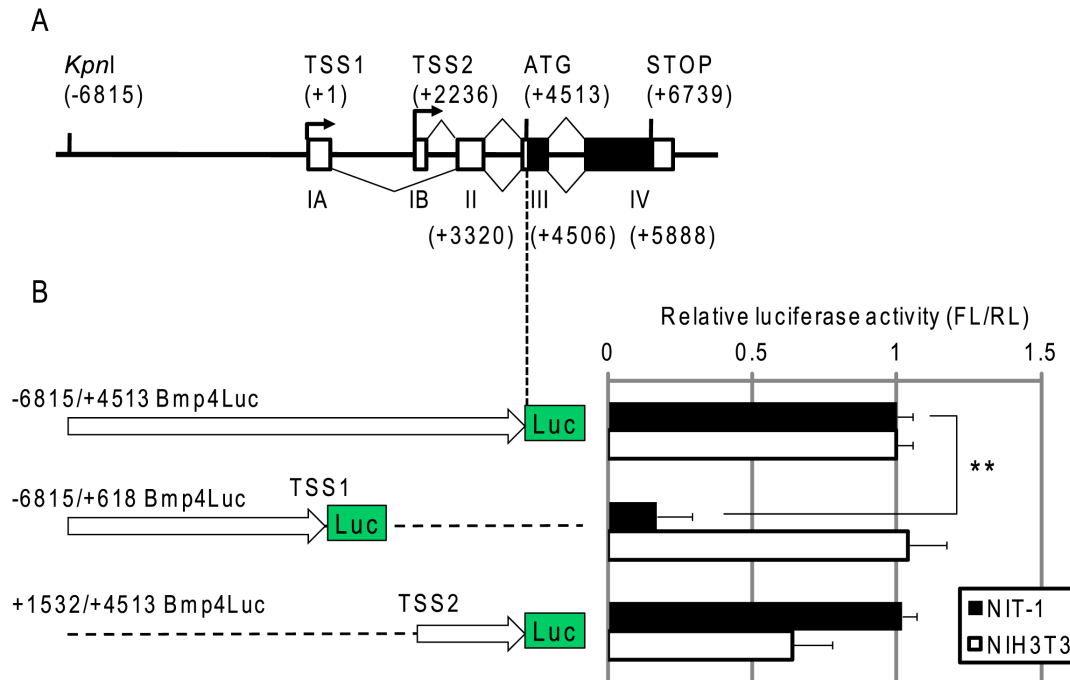 A
KpnI TSS1 TSS2 ATG STOP
(-6815) (+1) (+2236) (+4513) (+6739)
IA IB II III IV
(+3320) (+4506) (+5888)
B
Relative luciferase activity (FL/RL)
0 0.5 1 1.5
-6815/+4513 Bmp4Luc
Luc
**
-6815/+618 Bmp4Luc
TSS1
Luc
+1532/+4513 Bmp4Luc
TSS2
Luc
NIT-1
NIH3T3